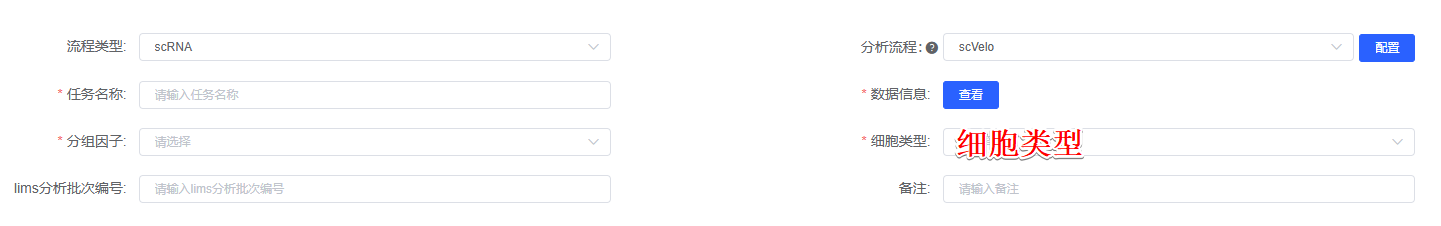 流程类型: scRNA
分析流程: ? scVelo 配置
* 任务名称: 请输入任务名称
* 数据信息: 查看
* 分组因子: 请选择
* 细胞类型: 细胞类型
lims分析批次编号: 请输入lims分析批次编号
备注: 请输入备注